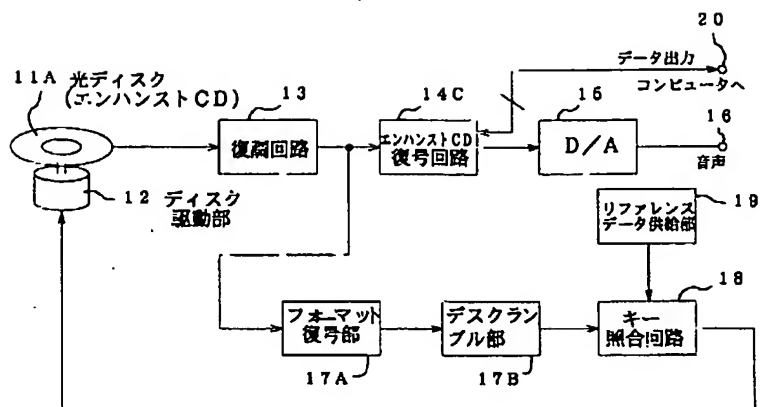 20
データ出力
コンピュータへ
11A 光ディスク
(エンハンストCD)
13
復調回路
14C
エンハンストCD
復号回路
15
D/A
16
音声
12 ディスク
駆動部
19
リファレンス
データ供給部
18
フォーマット
復号部
17A
デスクラン
ブル部
17B
キー
照合回路